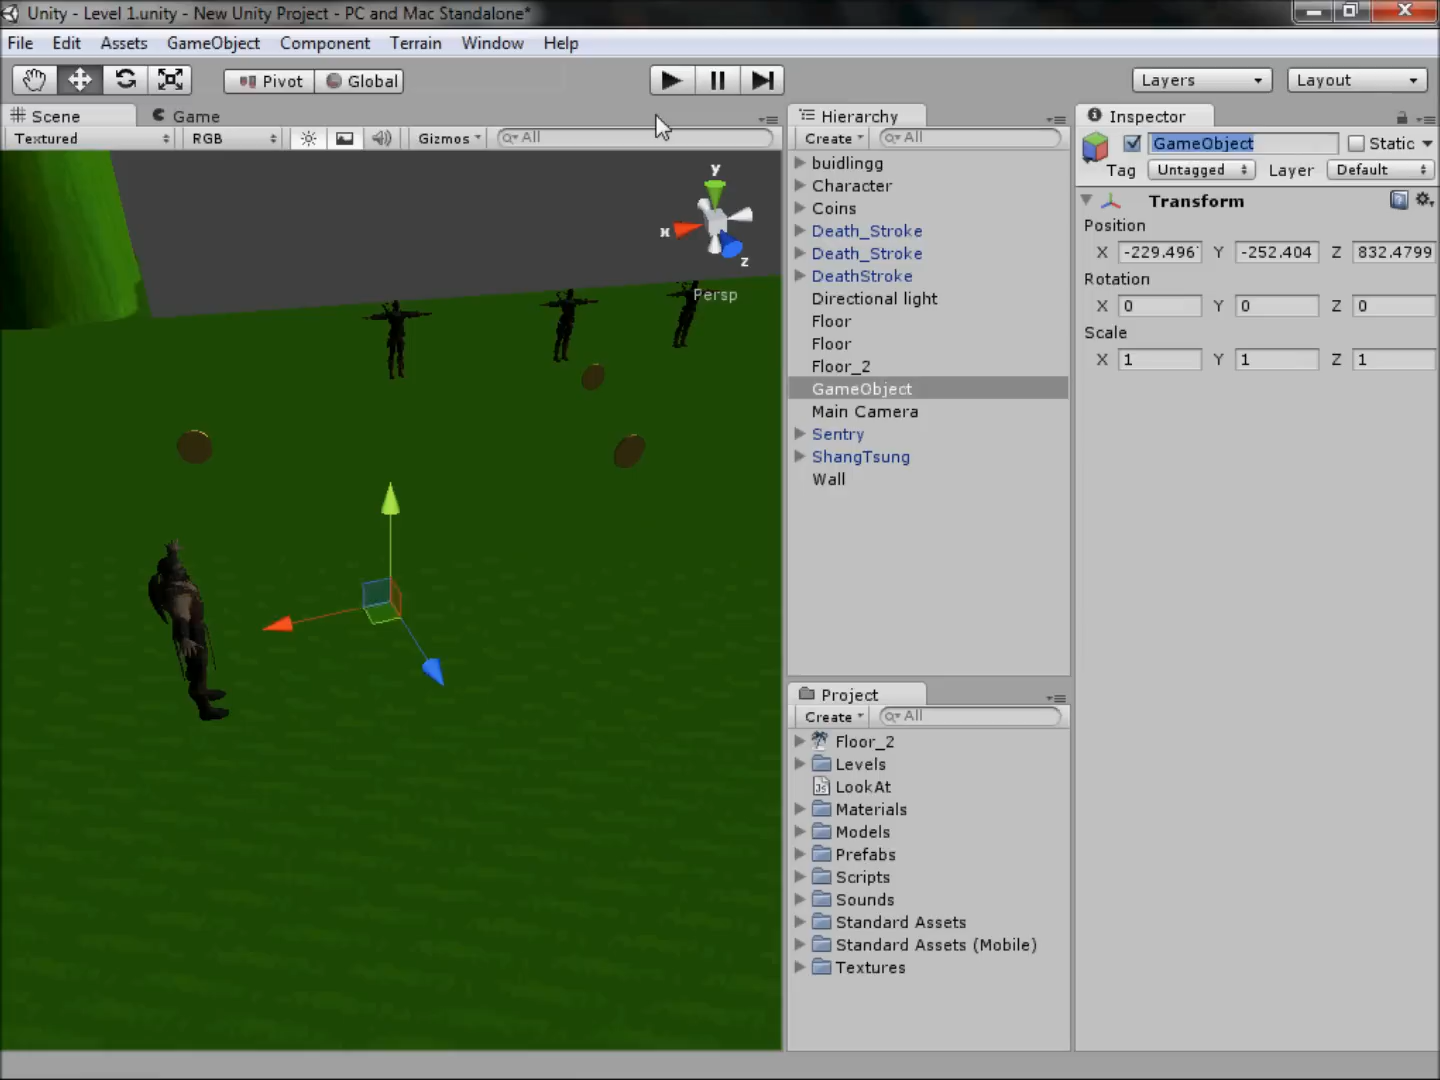 Unity - Level 1.unity - New Unity Project - PC and Mac Standalone*
File Edit Assets GameObject Component Terrain Window Help
Pivot Global Layers Layout
Scene Game
Textured RGB Gizmos All
y
x
z
Persp
Hierarchy
Create All
buidlingg
Character
Coins
Death_Stroke
Death_Stroke
DeathStroke
Directional light
Floor
Floor
Floor_2
GameObject
Main Camera
Sentry
ShangTsung
Wall
Project
Create All
Floor_2
Levels
LookAt
Materials
Models
Prefabs
Scripts
Sounds
Standard Assets
Standard Assets (Mobile)
Textures
Inspector
GameObject Static
Tag Untagged Layer Default
Transform
Position
X -229.496 Y -252.404 Z 832.4799
Rotation
X 0 Y 0 Z 0
Scale
X 1 Y 1 Z 1